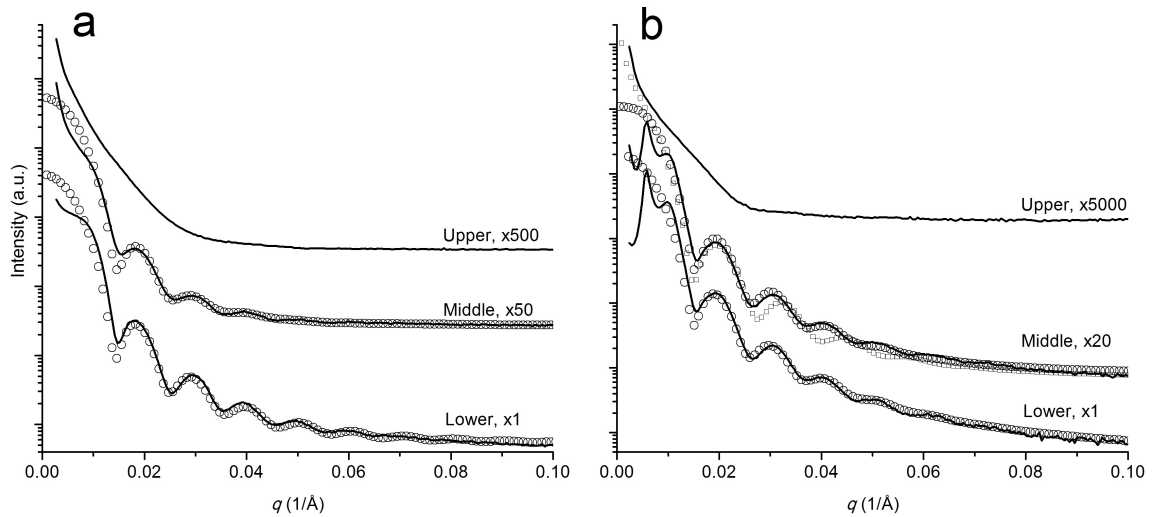 a
Intensity (a.u.)
Upper, x500
Middle, x50
Lower, x1
0.00 0.02 0.04 0.06 0.08 0.10
q (1/Å)
b
Upper, x5000
Middle, x20
Lower, x1
0.00 0.02 0.04 0.06 0.08 0.10
q (1/Å)